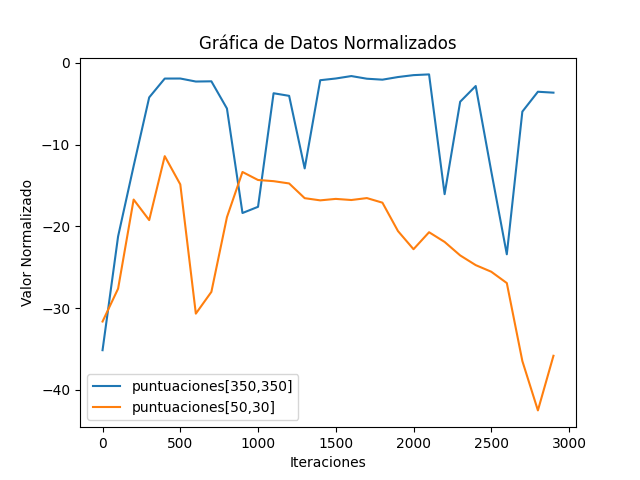 Gráfica de Datos Normalizados
Valor Normalizado
0
−10
−20
−30
−40
puntuaciones[350,350]
puntuaciones[50,30]
0 500 1000 1500 2000 2500 3000
Iteraciones